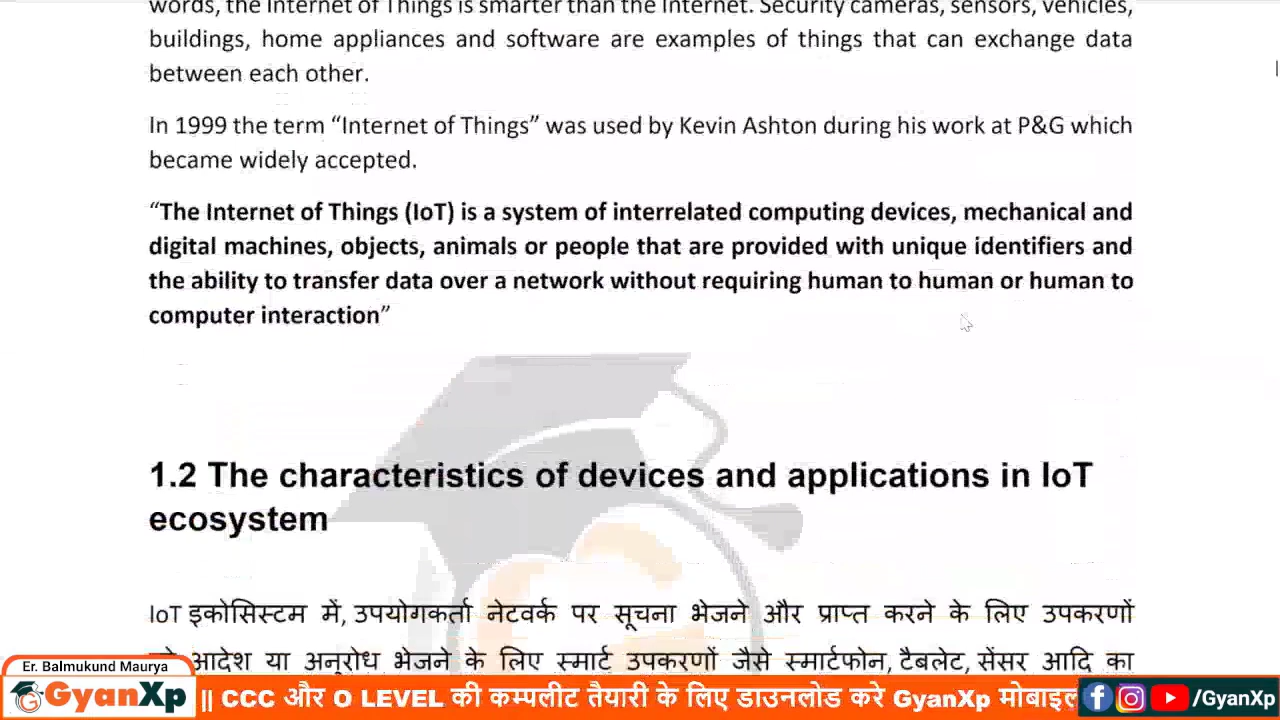 words, the Internet of Things is smarter than the Internet. Security cameras, sensors, vehicles,
buildings, home appliances and software are examples of things that can exchange data
between each other.
In 1999 the term “Internet of Things” was used by Kevin Ashton during his work at P&G which
became widely accepted.
“The Internet of Things (IoT) is a system of interrelated computing devices, mechanical and
digital machines, objects, animals or people that are provided with unique identifiers and
the ability to transfer data over a network without requiring human to human or human to
computer interaction”
1.2 The characteristics of devices and applications in IoT
ecosystem
IoT इकोसिस्टम में, उपयोगकर्ता नेटवर्क पर सूचना भेजने और प्राप्त करने के लिए उपकरणों
आदेश या अनुरोध भेजने के लिए स्मार्ट उपकरणों जैसे स्मार्टफोन, टैबलेट, सेंसर आदि का
Er. Balmukund Maurya
GyanXp || CCC और O LEVEL की कम्पलीट तैयारी के लिए डाउनलोड करे GyanXp मोबाइल /GyanXp